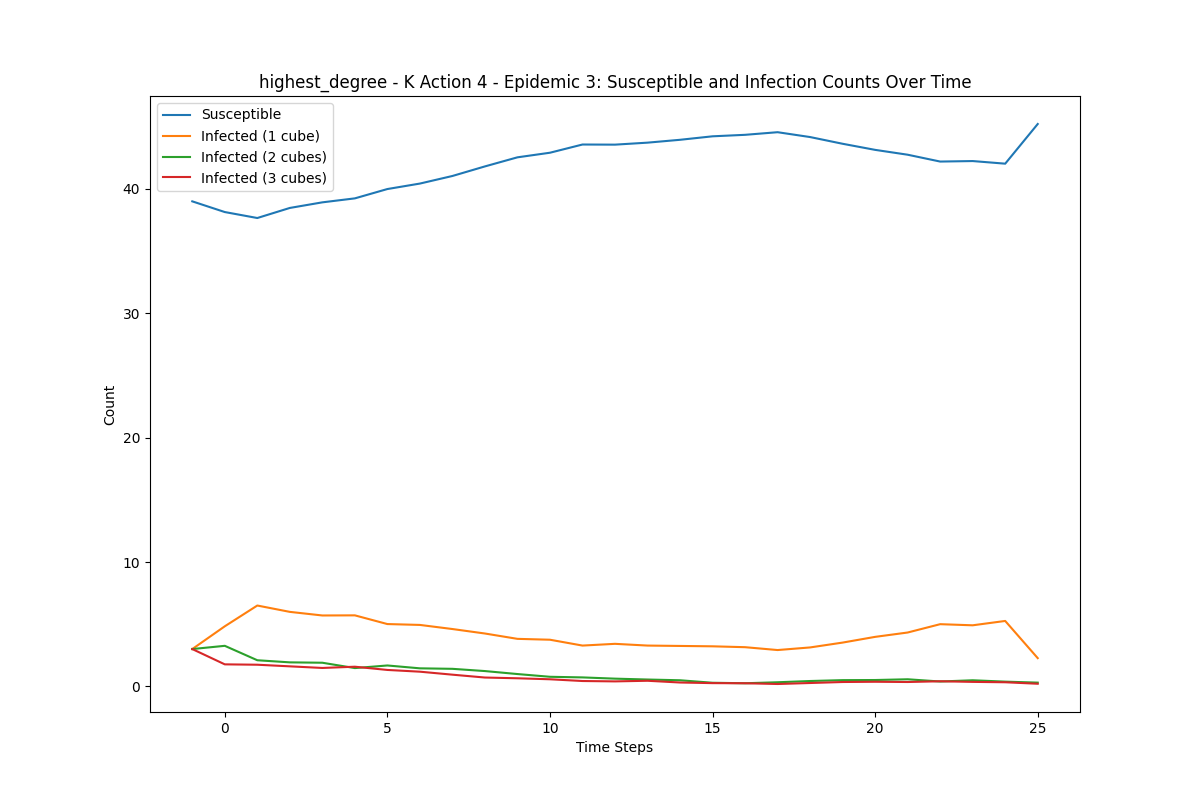 highest_degree - K Action 4 - Epidemic 3: Susceptible and Infection Counts Over Time
Susceptible
Infected (1 cube)
Infected (2 cubes)
Infected (3 cubes)
40
30
20
10
0
Count
0 5 10 15 20 25
Time Steps